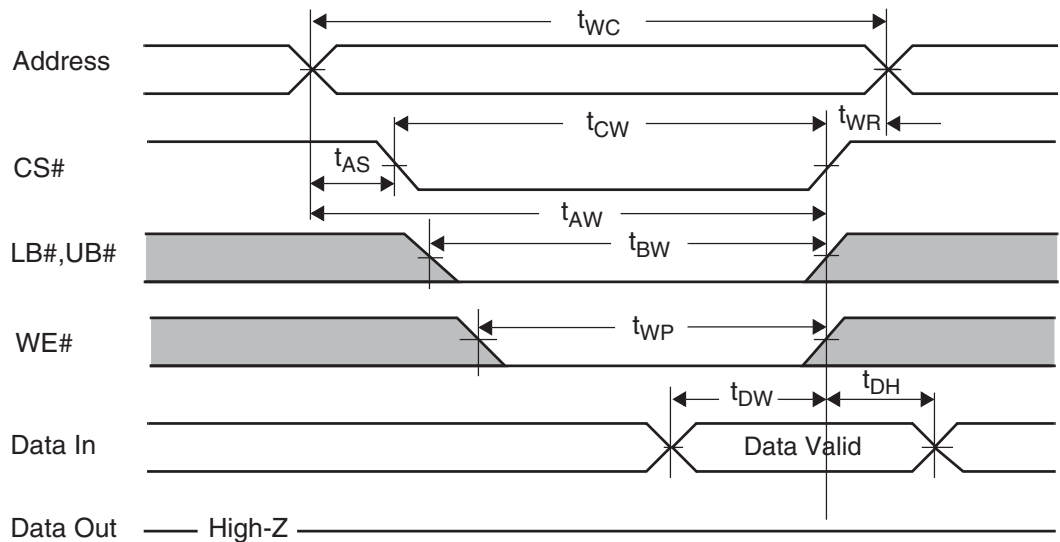 tWC
Address
tCW
tWR
CS#
tAS
tAW
LB#,UB#
tBW
WE#
tWP
tDW
tDH
Data In
Data Valid
Data Out
High-Z